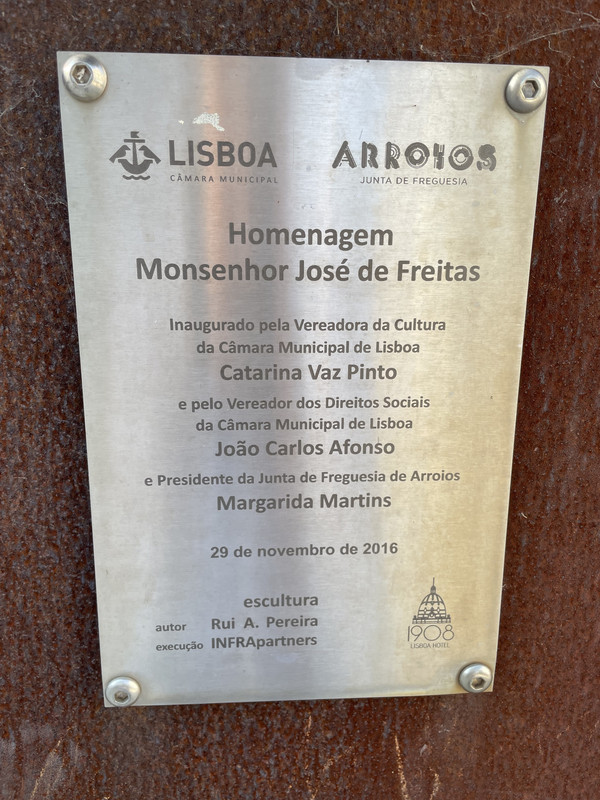 LISBOA
CÂMARA MUNICIPAL
ARROIOS
JUNTA DE FREGUESIA
Homenagem
Monsenhor José de Freitas
Inaugurado pela Vereadora da Cultura
da Câmara Municipal de Lisboa
Catarina Vaz Pinto
e pelo Vereador dos Direitos Sociais
da Câmara Municipal de Lisboa
João Carlos Afonso
e Presidente da Junta de Freguesia de Arroios
Margarida Martins
29 de novembro de 2016
escultura
autor Rui A. Pereira
execução INFRApartners
1908
LISBOA HOTEL